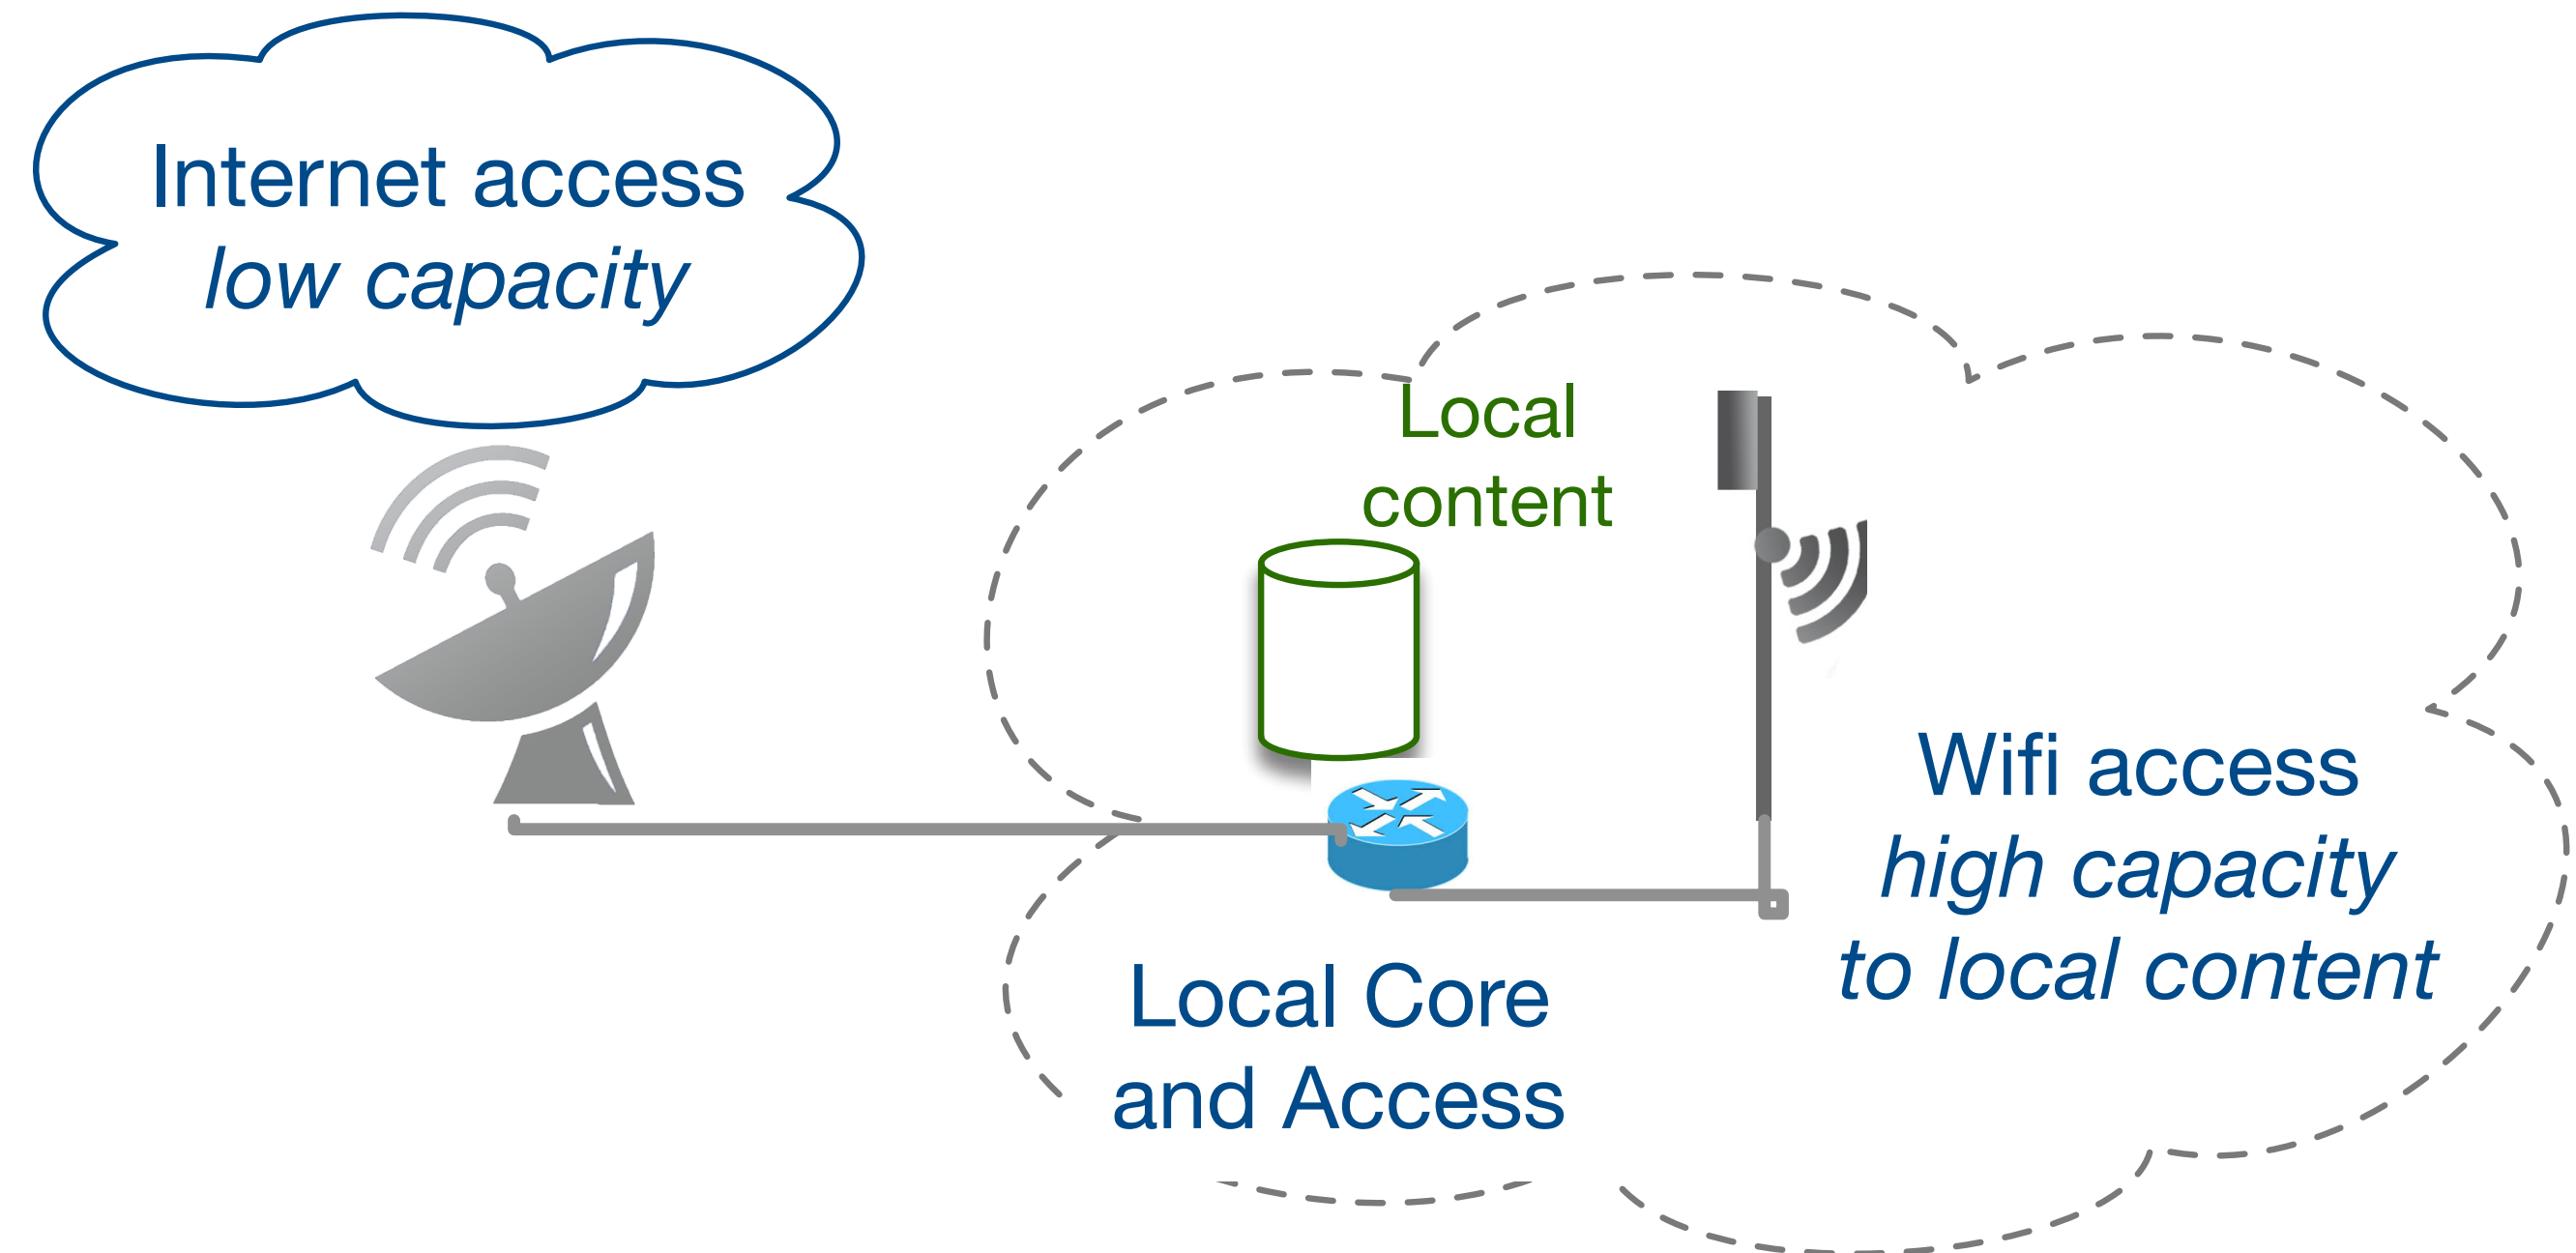 Internet access
low capacity
Local
content
Wifi access
high capacity
to local content
Local Core
and Access